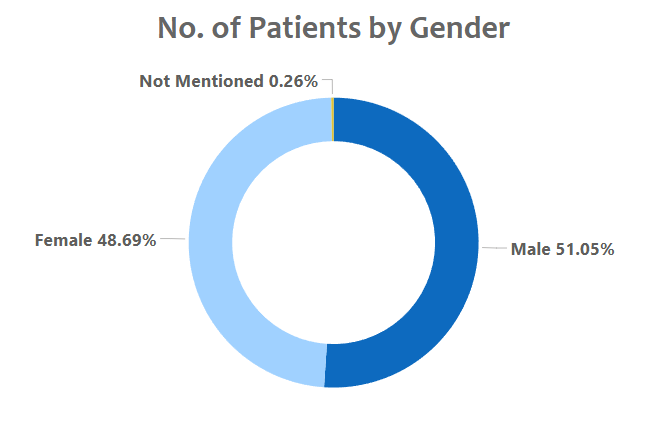 No. of Patients by Gender
Not Mentioned 0.26%
Female 48.69%
Male 51.05%